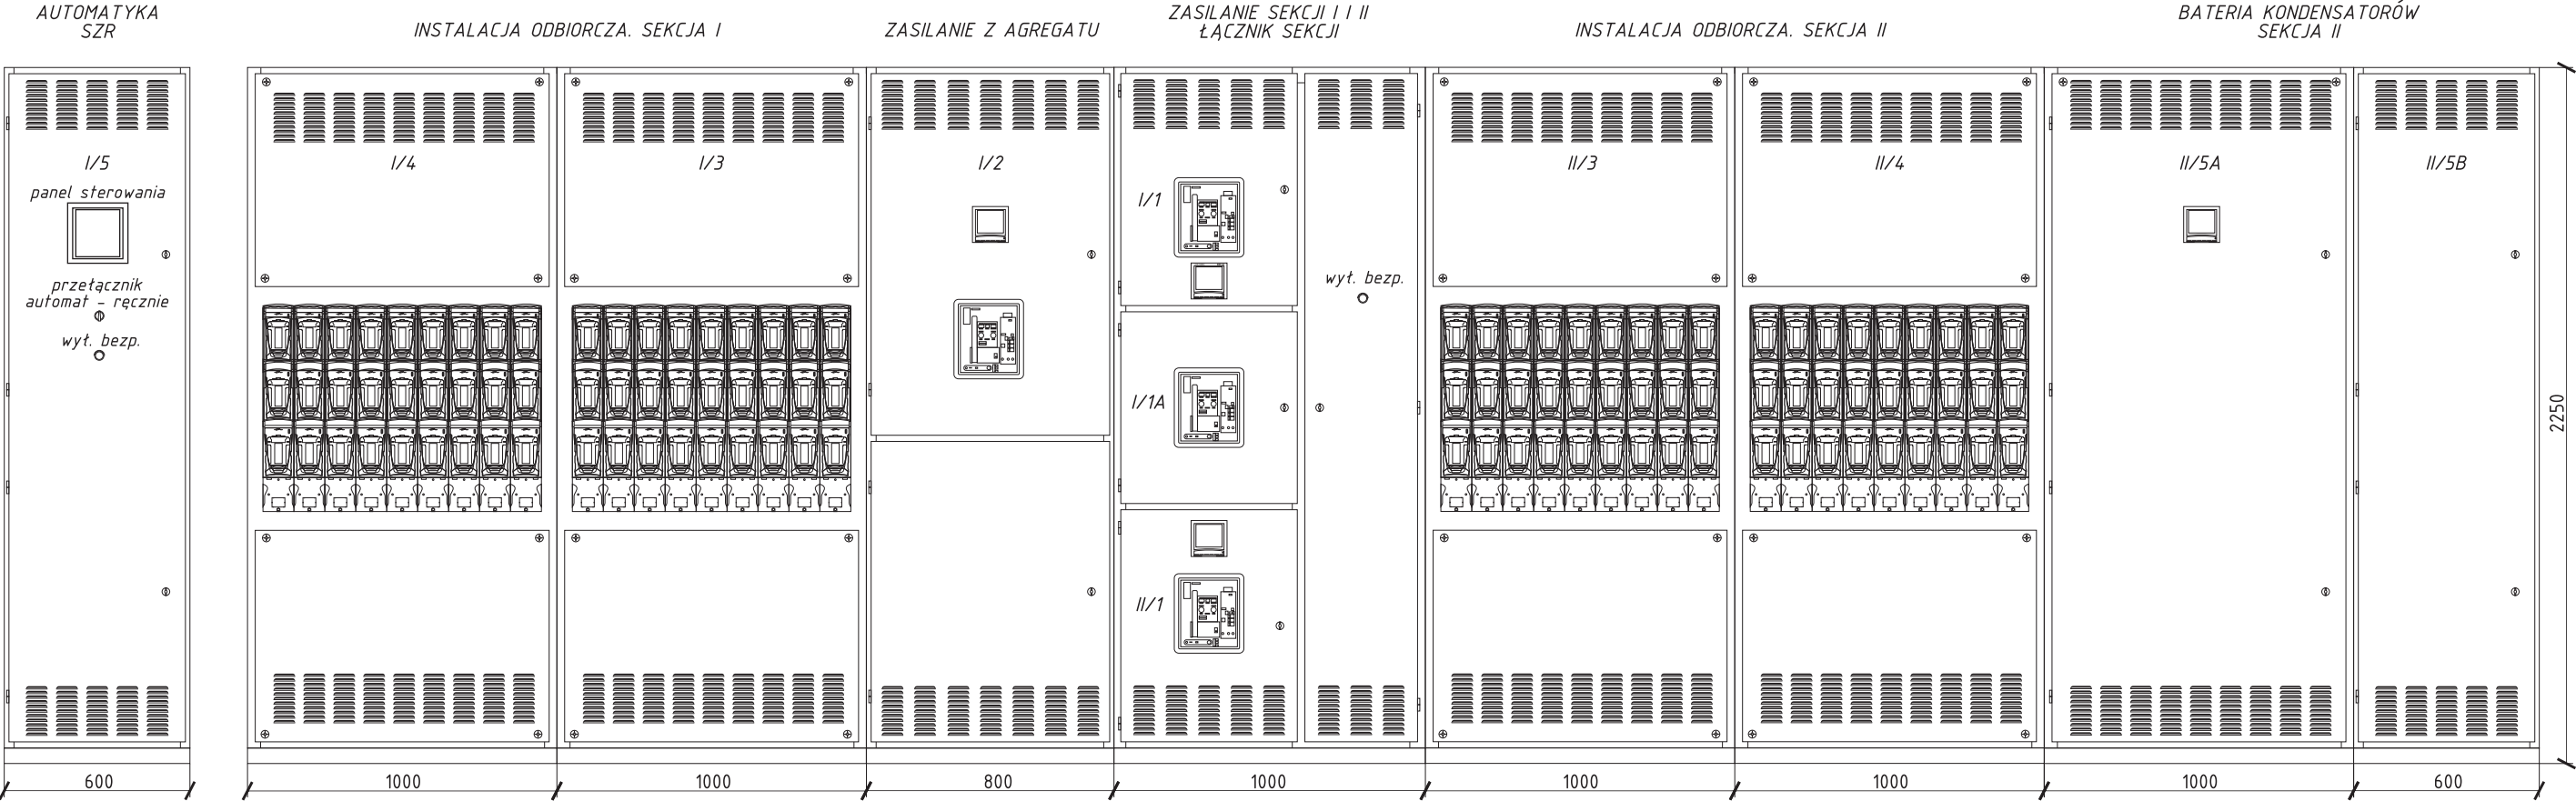 AUTOMATYKA
SZR
INSTALACJA ODBIORCZA. SEKCJA I
ZASILANIE Z AGREGATU
ZASILANIE SEKCJI I I II
ŁĄCZNIK SEKCJI
INSTALACJA ODBIORCZA. SEKCJA II
BATERIA KONDENSATORÓW
SEKCJA II
I/5
panel sterowania
przełącznik
automat - ręcznie
wył. bezp.
I/4
I/3
I/2
I/1
I/1A
II/1
wył. bezp.
II/3
II/4
II/5A
II/5B
2250
600
1000
1000
800
1000
1000
1000
1000
600